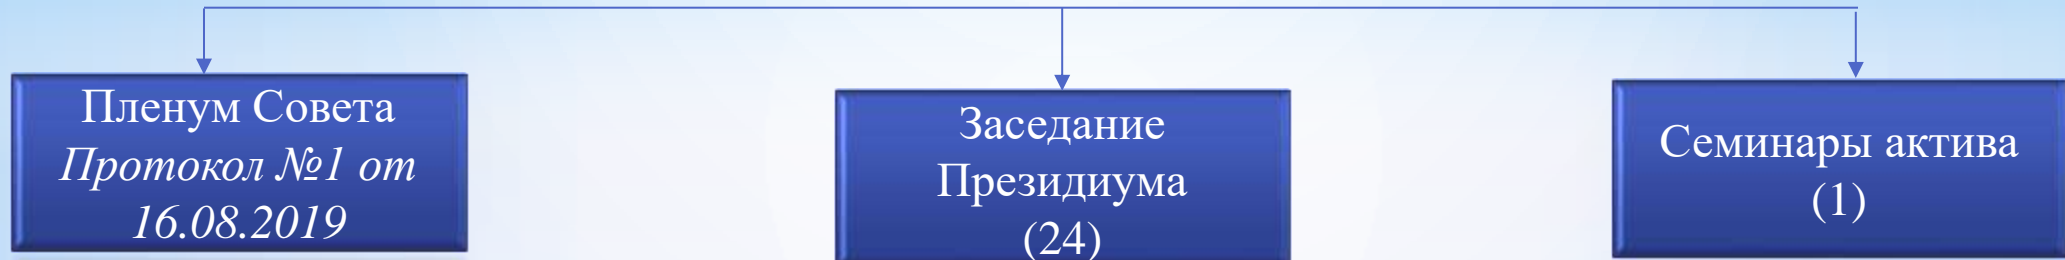 Пленум Совета
Протокол №1 от
16.08.2019
Заседание
Президиума
(24)
Семинары актива
(1)